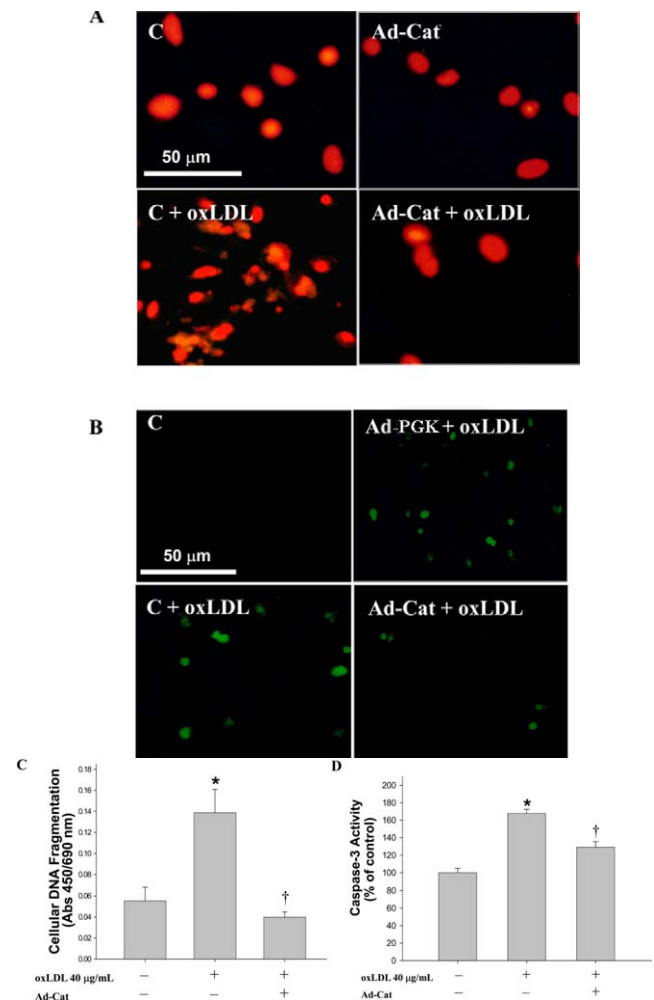 A
C
Ad-Cat
50 µm
C + oxLDL
Ad-Cat + oxLDL
B
C
Ad-PGK + oxLDL
50 µm
C + oxLDL
Ad-Cat + oxLDL
C
Cellular DNA Fragmentation
(Abs 450/690 nm)
0.18
0.16
0.14
0.12
0.10
0.08
0.06
0.04
0.02
0.00
*
†
oxLDL 40 µg/mL − + +
Ad-Cat − − +
D
Caspase-3 Activity
(% of control)
200
180
160
140
120
100
80
60
40
20
0
*
†
oxLDL 40 µg/mL − + +
Ad-Cat − − +